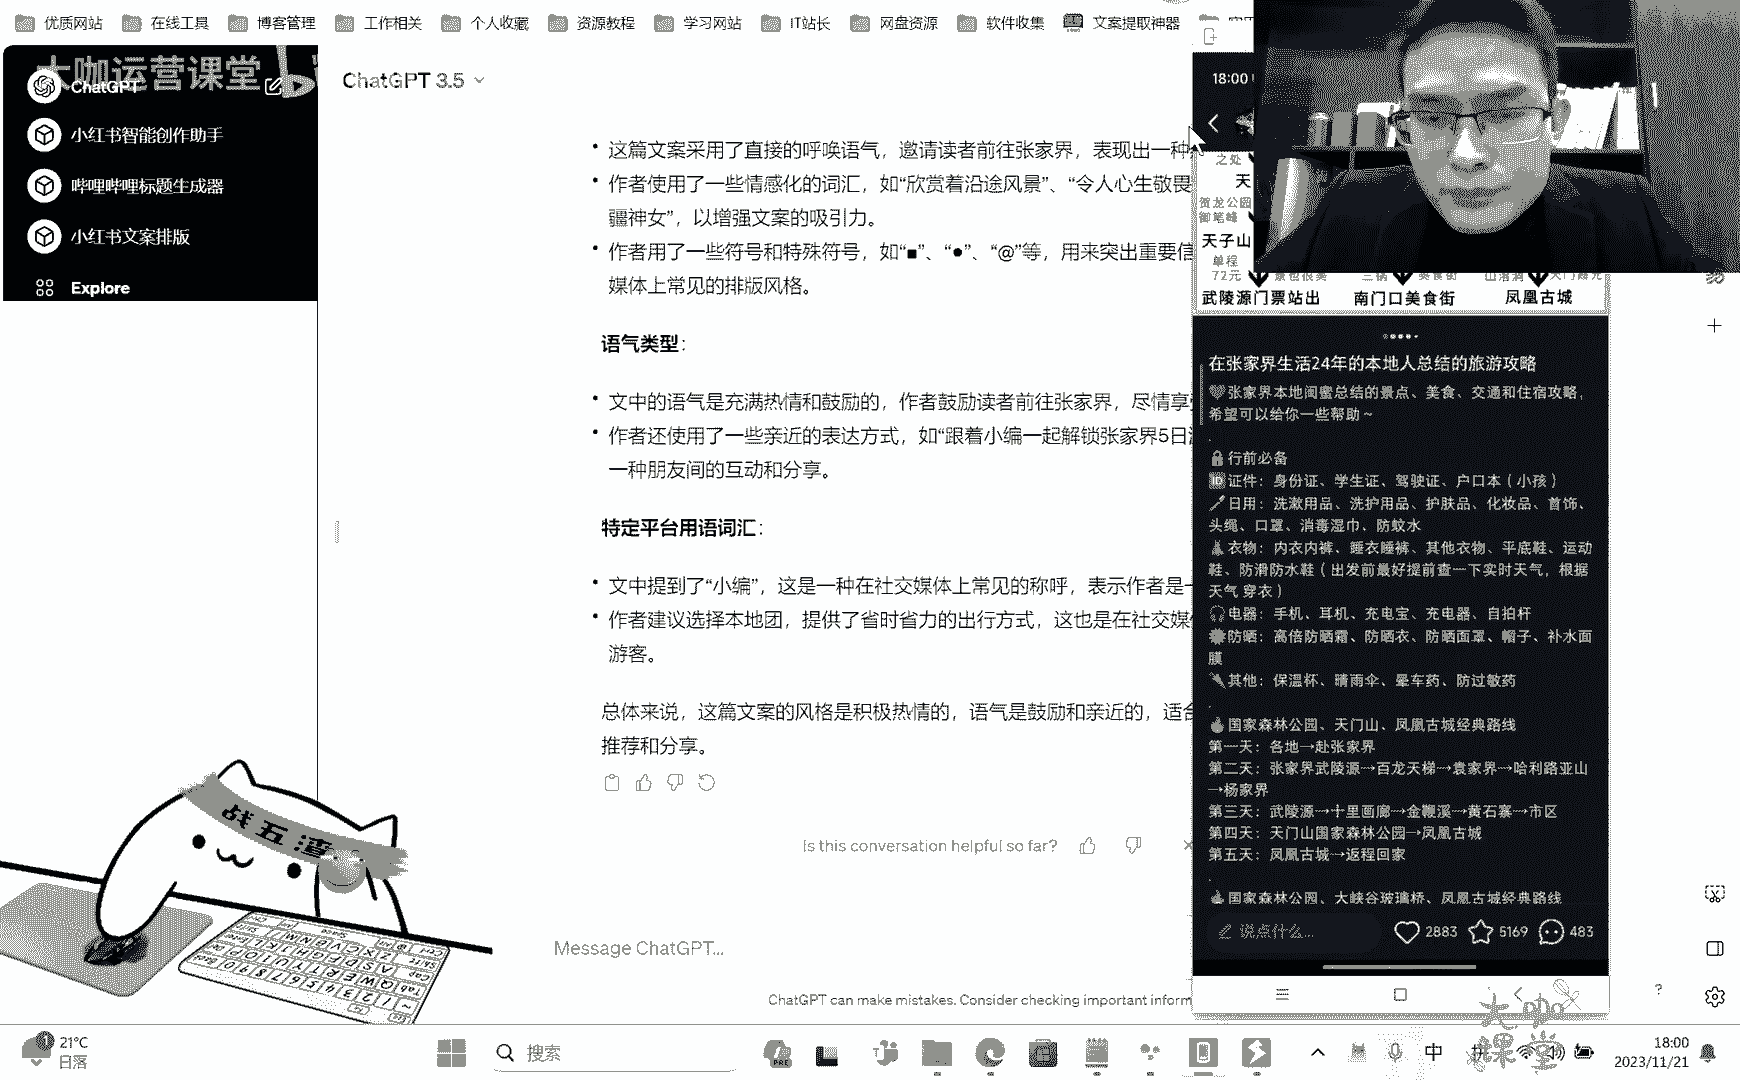 优质网站
在线工具
博客管理
工作相关
个人收藏
资源教程
学习网站
IT站长
网盘资源
软件收集
文案提取神器
大咖运营课堂
ChatGPT
小红书智能创作助手
哔哩哔哩标题生成器
小红书文案排版
Explore
ChatGPT 3.5
• 这篇文案采用了直接的呼唤语气，邀请读者前往张家界，表现出一种
• 作者使用了一些情感化的词汇，如“欣赏着沿途风景”、“令人心生敬畏
疆神女”，以增强文案的吸引力。
• 作者用了一些符号和特殊符号，如“■”、“●”、“@”等，用来突出重要信
媒体上常见的排版风格。
语气类型：
• 文中的语气是充满热情和鼓励的，作者鼓励读者前往张家界，尽情享
• 作者还使用了一些亲近的表达方式，如“跟着小编一起解锁张家界5日
一种朋友间的互动和分享。
特定平台用语词汇：
• 文中提到了“小编”，这是一种在社交媒体上常见的称呼，表示作者是
• 作者建议选择本地团，提供了省时省力的出行方式，这也是在社交媒
游客。
总体来说，这篇文案的风格是积极热情的，语气是鼓励和亲近的，适合
推荐和分享。
Is this conversation helpful so far?
Message ChatGPT...
ChatGPT can make mistakes. Consider checking important inform
18:00
之处
天
贺龙公园
御笔峰
天子山
单程
72元
武陵源门票站出
南门口美食街
凤凰古城
在张家界生活24年的本地人总结的旅游攻略
张家界本地闺蜜总结的景点、美食、交通和住宿攻略，
希望可以给你一些帮助～
.
行前必备
🆔证件：身份证、学生证、驾驶证、户口本（小孩）
日用：洗漱用品、洗护用品、护肤品、化妆品、首饰、
头绳、口罩、消毒湿巾、防蚊水
衣物：内衣内裤、睡衣睡裤、其他衣物、平底鞋、运动
鞋、防滑防水鞋（出发前最好提前查一下实时天气，根据
天气 穿衣）
电器：手机、耳机、充电宝、充电器、自拍杆
防晒：高倍防晒霜、防晒衣、防晒面罩、帽子、补水面
膜
其他：保温杯、晴雨伞、晕车药、防过敏药
.
国家森林公园、天门山、凤凰古城经典路线
第一天：各地→赴张家界
第二天：张家界武陵源→百龙天梯→袁家界→哈利路亚山
→杨家界
第三天：武陵源→十里画廊→金鞭溪→黄石寨→市区
第四天：天门山国家森林公园→凤凰古城
第五天：凤凰古城→返程回家
.
国家森林公园、大峡谷玻璃桥、凤凰古城经典路线
说点什么...
2883
5169
483
战五渣
大咖
课堂
21°C
日落
搜索
PRE
中
拼
18:00
2023/11/21